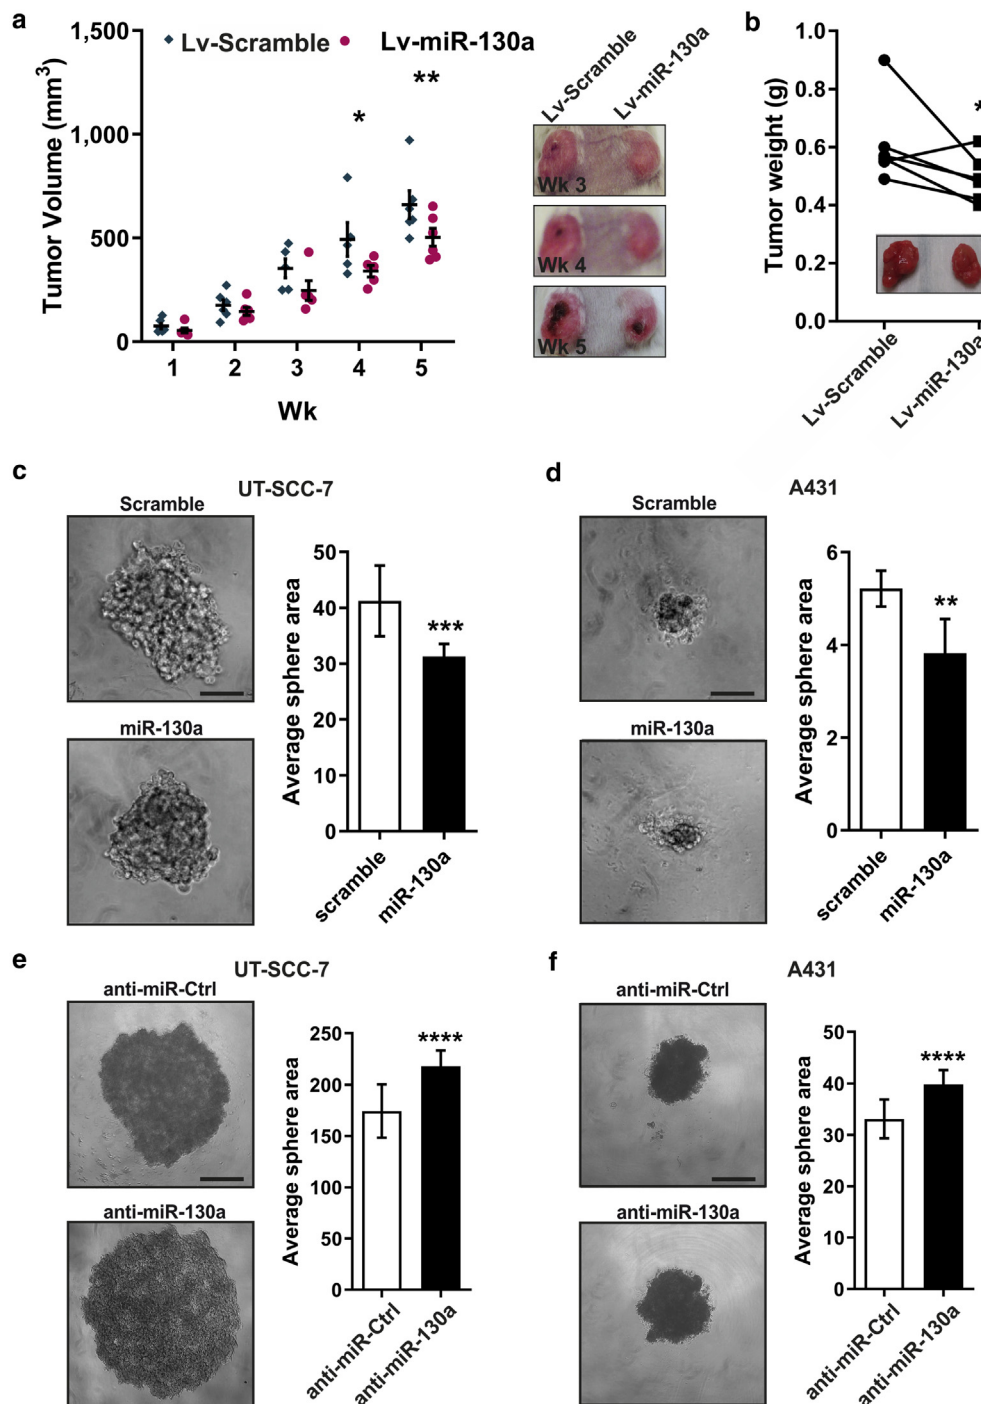 a
1,500
1,000
500
0
Tumor Volume (mm³)
Lv-Scramble
Lv-miR-130a
*
**
1 2 3 4 5
Wk
Lv-Scramble
Lv-miR-130a
Wk 3
Wk 4
Wk 5
b
1.0
0.8
0.6
0.4
0.2
0.0
Tumor weight (g)
*
Lv-Scramble
Lv-miR-130a
c
UT-SCC-7
Scramble
miR-130a
50
40
30
20
10
0
Average sphere area
***
scramble
miR-130a
d
A431
Scramble
miR-130a
6
4
2
0
Average sphere area
**
scramble
miR-130a
e
UT-SCC-7
anti-miR-Ctrl
anti-miR-130a
250
200
150
100
50
0
Average sphere area
****
anti-miR-Ctrl
anti-miR-130a
f
A431
anti-miR-Ctrl
anti-miR-130a
50
40
30
20
10
0
Average sphere area
****
anti-miR-Ctrl
anti-miR-130a